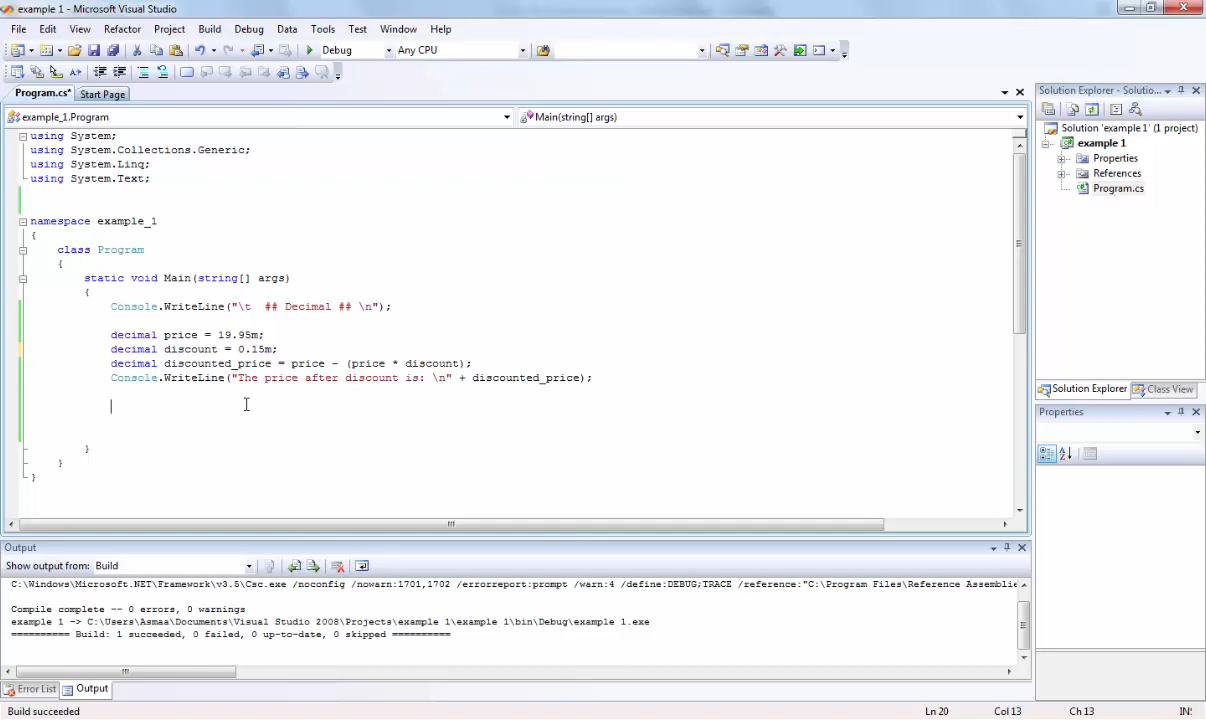 example 1 - Microsoft Visual Studio
File Edit View Refactor Project Build Debug Data Tools Test Window Help
Debug Any CPU
Program.cs* Start Page
example_1.Program Main(string[] args)
using System;
using System.Collections.Generic;
using System.Linq;
using System.Text;
namespace example_1
{
class Program
{
static void Main(string[] args)
{
Console.WriteLine("\t  ## Decimal ## \n");
decimal price = 19.95m;
decimal discount = 0.15m;
decimal discounted_price = price - (price * discount);
Console.WriteLine("The price after discount is: \n" + discounted_price);
}
}
}
Solution Explorer - Solutio...
Solution 'example 1' (1 project)
example 1
Properties
References
Program.cs
Solution Explorer Class View
Properties
Output
Show output from: Build
C:\Windows\Microsoft.NET\Framework\v3.5\Csc.exe /noconfig /nowarn:1701,1702 /errorreport:prompt /warn:4 /define:DEBUG;TRACE /reference:"C:\Program Files\Reference Assemblie
Compile complete -- 0 errors, 0 warnings
example 1 -> C:\Users\Asmaa\Documents\Visual Studio 2008\Projects\example 1\example 1\bin\Debug\example 1.exe
========== Build: 1 succeeded, 0 failed, 0 up-to-date, 0 skipped ==========
Error List Output
Build succeeded Ln 20 Col 13 Ch 13 INS